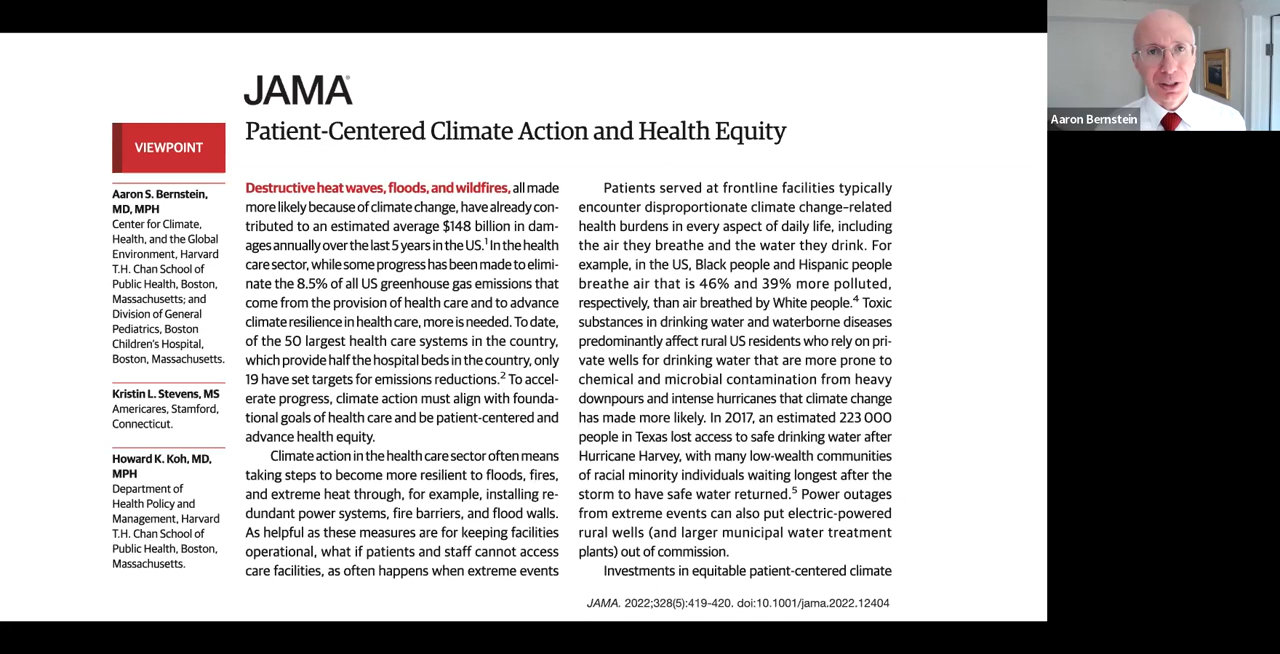 JAMA
Patient-Centered Climate Action and Health Equity
VIEWPOINT
Aaron S. Bernstein,
MD, MPH
Center for Climate,
Health, and the Global
Environment, Harvard
T.H. Chan School of
Public Health, Boston,
Massachusetts; and
Division of General
Pediatrics, Boston
Children's Hospital,
Boston, Massachusetts.
Kristin L. Stevens, MS
Americares, Stamford,
Connecticut.
Howard K. Koh, MD,
MPH
Department of
Health Policy and
Management, Harvard
T.H. Chan School of
Public Health, Boston,
Massachusetts.
Destructive heat waves, floods, and wildfires, all made
more likely because of climate change, have already con-
tributed to an estimated average $148 billion in dam-
ages annually over the last 5 years in the US.1 In the health
care sector, while some progress has been made to elimi-
nate the 8.5% of all US greenhouse gas emissions that
come from the provision of health care and to advance
climate resilience in health care, more is needed. To date,
of the 50 largest health care systems in the country,
which provide half the hospital beds in the country, only
19 have set targets for emissions reductions.2 To accel-
erate progress, climate action must align with founda-
tional goals of health care and be patient-centered and
advance health equity.
Climate action in the health care sector often means
taking steps to become more resilient to floods, fires,
and extreme heat through, for example, installing re-
dundant power systems, fire barriers, and flood walls.
As helpful as these measures are for keeping facilities
operational, what if patients and staff cannot access
care facilities, as often happens when extreme events
Patients served at frontline facilities typically
encounter disproportionate climate change–related
health burdens in every aspect of daily life, including
the air they breathe and the water they drink. For
example, in the US, Black people and Hispanic people
breathe air that is 46% and 39% more polluted,
respectively, than air breathed by White people.4 Toxic
substances in drinking water and waterborne diseases
predominantly affect rural US residents who rely on pri-
vate wells for drinking water that are more prone to
chemical and microbial contamination from heavy
downpours and intense hurricanes that climate change
has made more likely. In 2017, an estimated 223 000
people in Texas lost access to safe drinking water after
Hurricane Harvey, with many low-wealth communities
of racial minority individuals waiting longest after the
storm to have safe water returned.5 Power outages
from extreme events can also put electric-powered
rural wells (and larger municipal water treatment
plants) out of commission.
Investments in equitable patient-centered climate
JAMA. 2022;328(5):419-420. doi:10.1001/jama.2022.12404
Aaron Bernstein